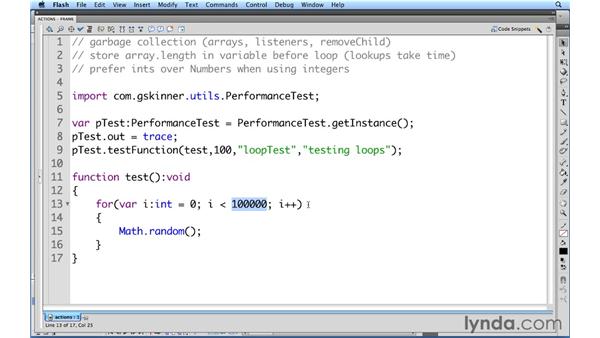 Flash File Edit View Insert Modify Text Commands Control Debug Window Help
ACTIONS - FRAME
Code Snippets
1 // garbage collection (arrays, listeners, removeChild)
2 // store array.length in variable before loop (lookups take time)
3 // prefer ints over Numbers when using integers
4
5 import com.gskinner.utils.PerformanceTest;
6
7 var pTest:PerformanceTest = PerformanceTest.getInstance();
8 pTest.out = trace;
9 pTest.testFunction(test,100,"loopTest","testing loops");
10
11 function test():void
12 {
13 for(var i:int = 0; i < 100000; i++)
14 {
15 Math.random();
16 }
17 }
actions : 1
Line 13 of 17, Col 25
lynda.com